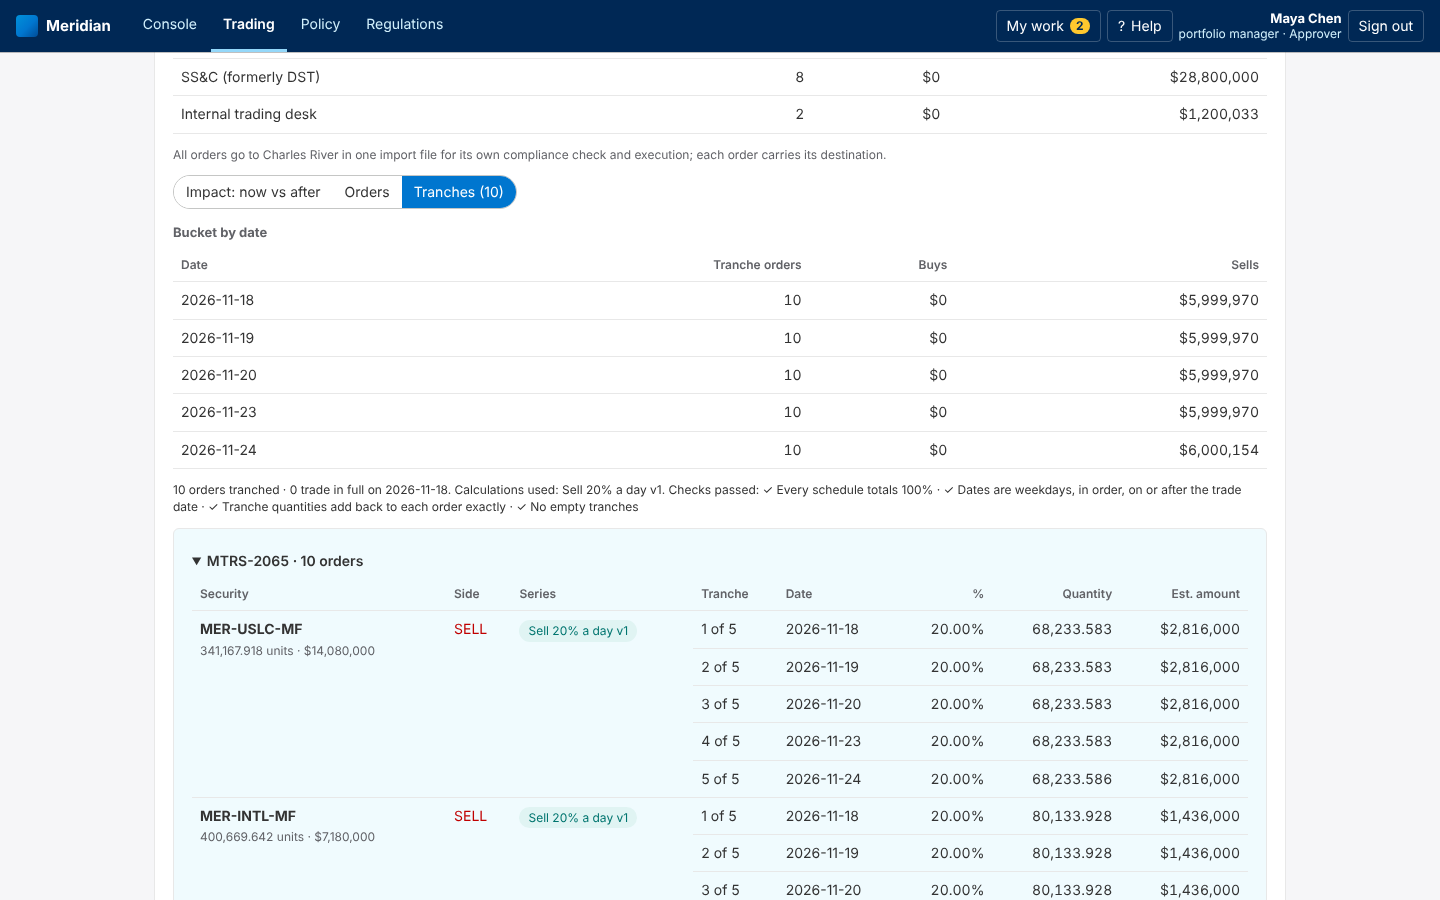 Meridian Console Trading Policy Regulations My work 2 ? Help Maya Chen Sign out
portfolio manager · Approver
SS&C (formerly DST) 8 $0 $28,800,000
Internal trading desk 2 $0 $1,200,033
All orders go to Charles River in one import file for its own compliance check and execution; each order carries its destination.
Impact: now vs after Orders Tranches (10)
Bucket by date
Date Tranche orders Buys Sells
2026-11-18 10 $0 $5,999,970
2026-11-19 10 $0 $5,999,970
2026-11-20 10 $0 $5,999,970
2026-11-23 10 $0 $5,999,970
2026-11-24 10 $0 $6,000,154
10 orders tranched · 0 trade in full on 2026-11-18. Calculations used: Sell 20% a day v1. Checks passed: ✓ Every schedule totals 100% · ✓ Dates are weekdays, in order, on or after the trade
date · ✓ Tranche quantities add back to each order exactly · ✓ No empty tranches
▼ MTRS-2065 · 10 orders
Security Side Series Tranche Date % Quantity Est. amount
MER-USLC-MF SELL Sell 20% a day v1 1 of 5 2026-11-18 20.00% 68,233.583 $2,816,000
341,167.918 units · $14,080,000
2 of 5 2026-11-19 20.00% 68,233.583 $2,816,000
3 of 5 2026-11-20 20.00% 68,233.583 $2,816,000
4 of 5 2026-11-23 20.00% 68,233.583 $2,816,000
5 of 5 2026-11-24 20.00% 68,233.586 $2,816,000
MER-INTL-MF SELL Sell 20% a day v1 1 of 5 2026-11-18 20.00% 80,133.928 $1,436,000
400,669.642 units · $7,180,000
2 of 5 2026-11-19 20.00% 80,133.928 $1,436,000
3 of 5 2026-11-20 20.00% 80,133.928 $1,436,000